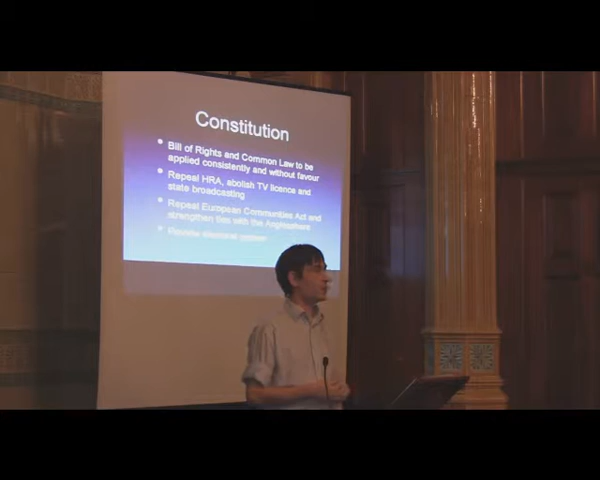 Constitution
Bill of Rights and Common Law to be
applied consistently and without favour
Repeal HRA, abolish TV licence and
state broadcasting
Repeal European Communities Act and
strengthen ties with the Anglosphere